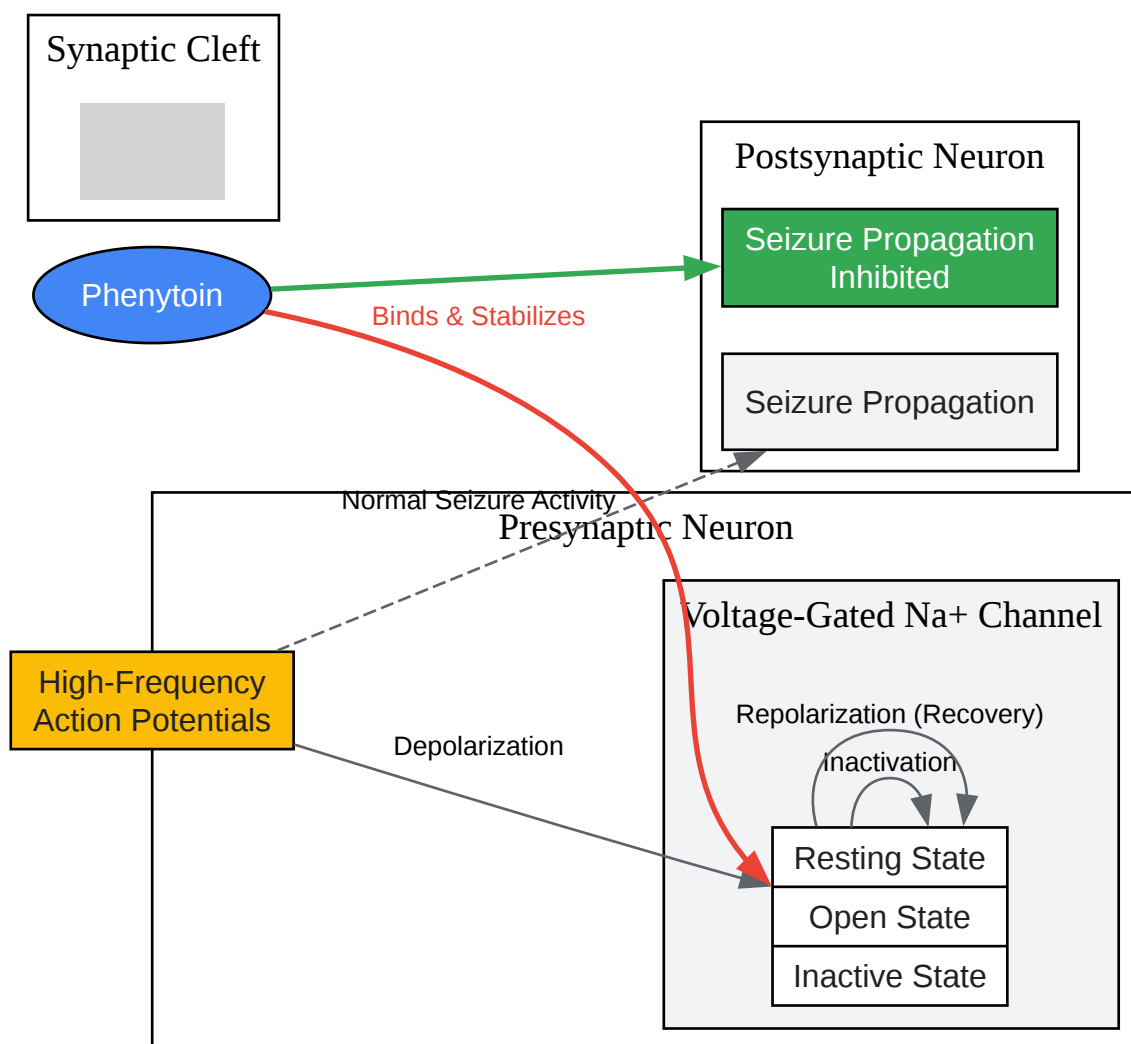 Synaptic Cleft
Postsynaptic Neuron
Seizure Propagation
Inhibited
Phenytoin
Binds & Stabilizes
Seizure Propagation
Normal Seizure Activity
Presynaptic Neuron
Voltage-Gated Na+ Channel
High-Frequency
Action Potentials
Repolarization (Recovery)
Depolarization
Inactivation
Resting State
Open State
Inactive State